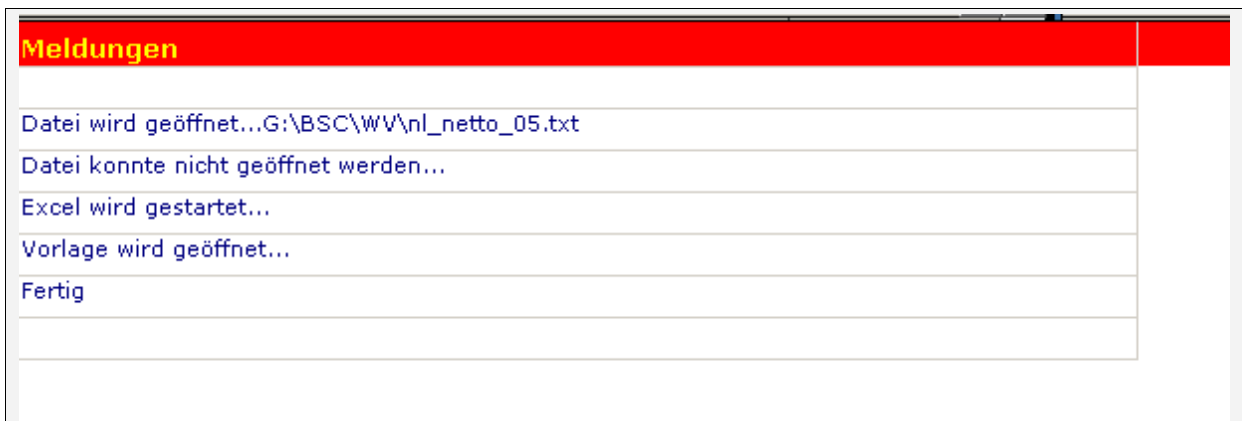 Meldungen
Datei wird geöffnet...G:\BSC\WV\nl_netto_05.txt
Datei konnte nicht geöffnet werden...
Excel wird gestartet...
Vorlage wird geöffnet...
Fertig